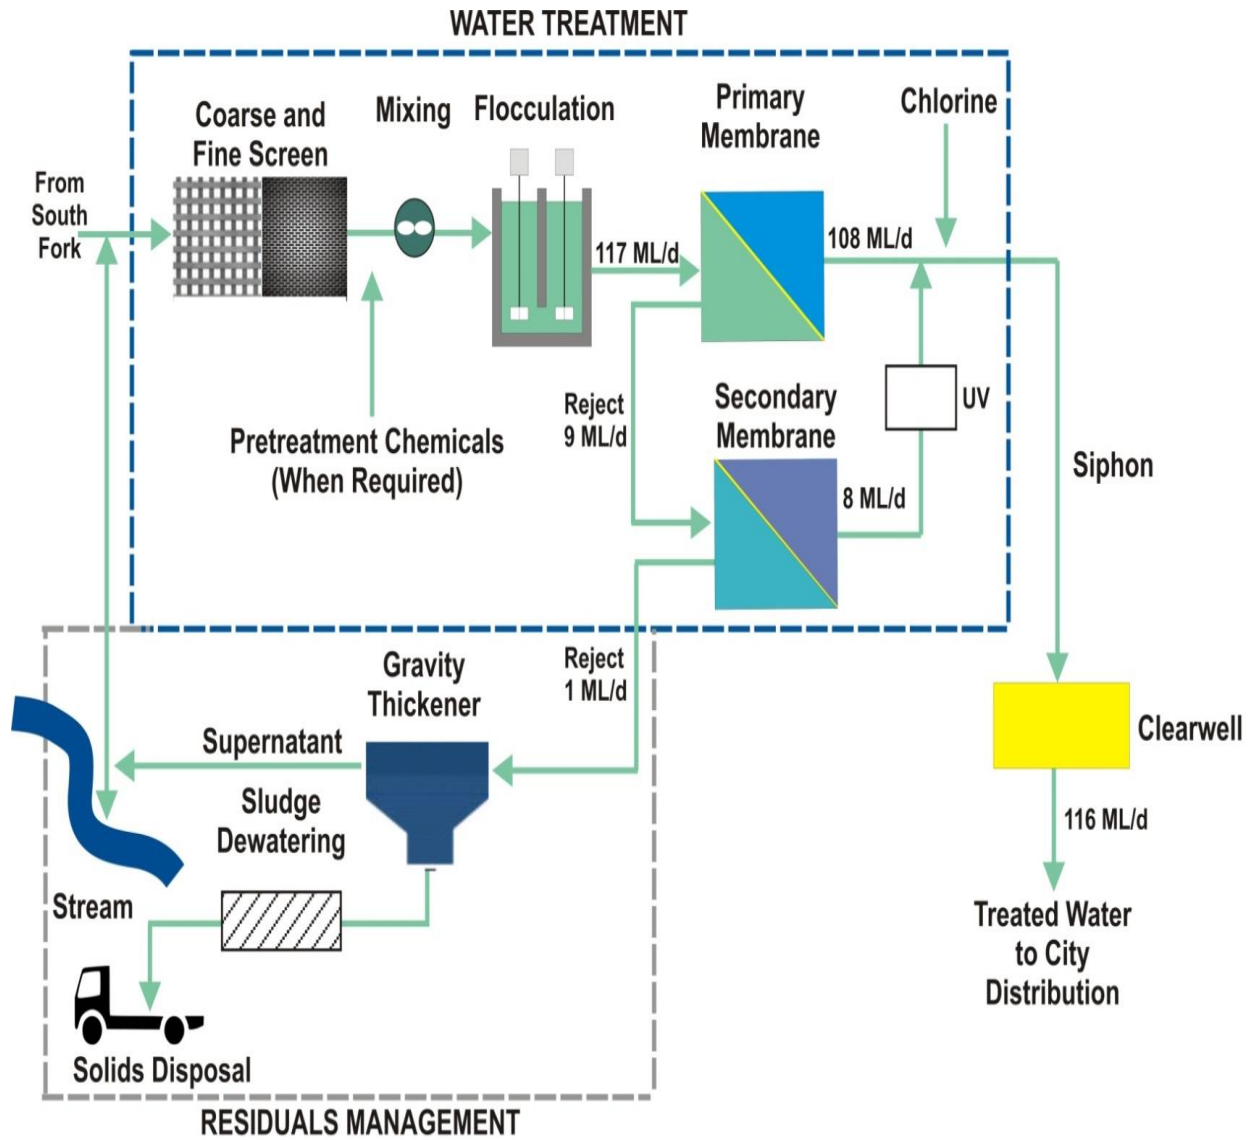 WATER TREATMENT
Coarse and
Fine Screen
Mixing
Flocculation
Primary
Membrane
Chlorine
From
South
Fork
117 ML/d
108 ML/d
Reject
9 ML/d
Pretreatment Chemicals
(When Required)
Secondary
Membrane
UV
8 ML/d
Siphon
Reject
1 ML/d
Gravity
Thickener
Supernatant
Sludge
Dewatering
Stream
Solids Disposal
Clearwell
116 ML/d
Treated Water
to City
Distribution
RESIDUALS MANAGEMENT